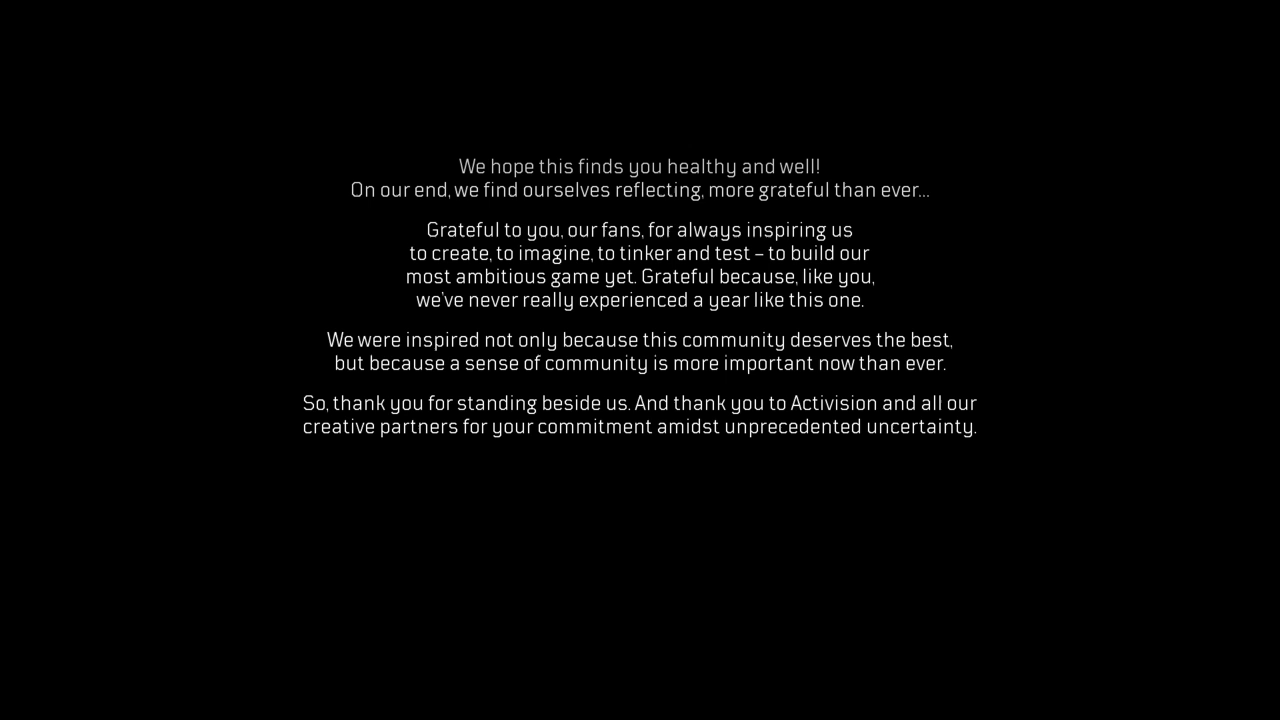 We hope this finds you healthy and well!
On our end, we find ourselves reflecting, more grateful than ever...
Grateful to you, our fans, for always inspiring us
to create, to imagine, to tinker and test – to build our
most ambitious game yet. Grateful because, like you,
we've never really experienced a year like this one.
We were inspired not only because this community deserves the best,
but because a sense of community is more important now than ever.
So, thank you for standing beside us. And thank you to Activision and all our
creative partners for your commitment amidst unprecedented uncertainty.